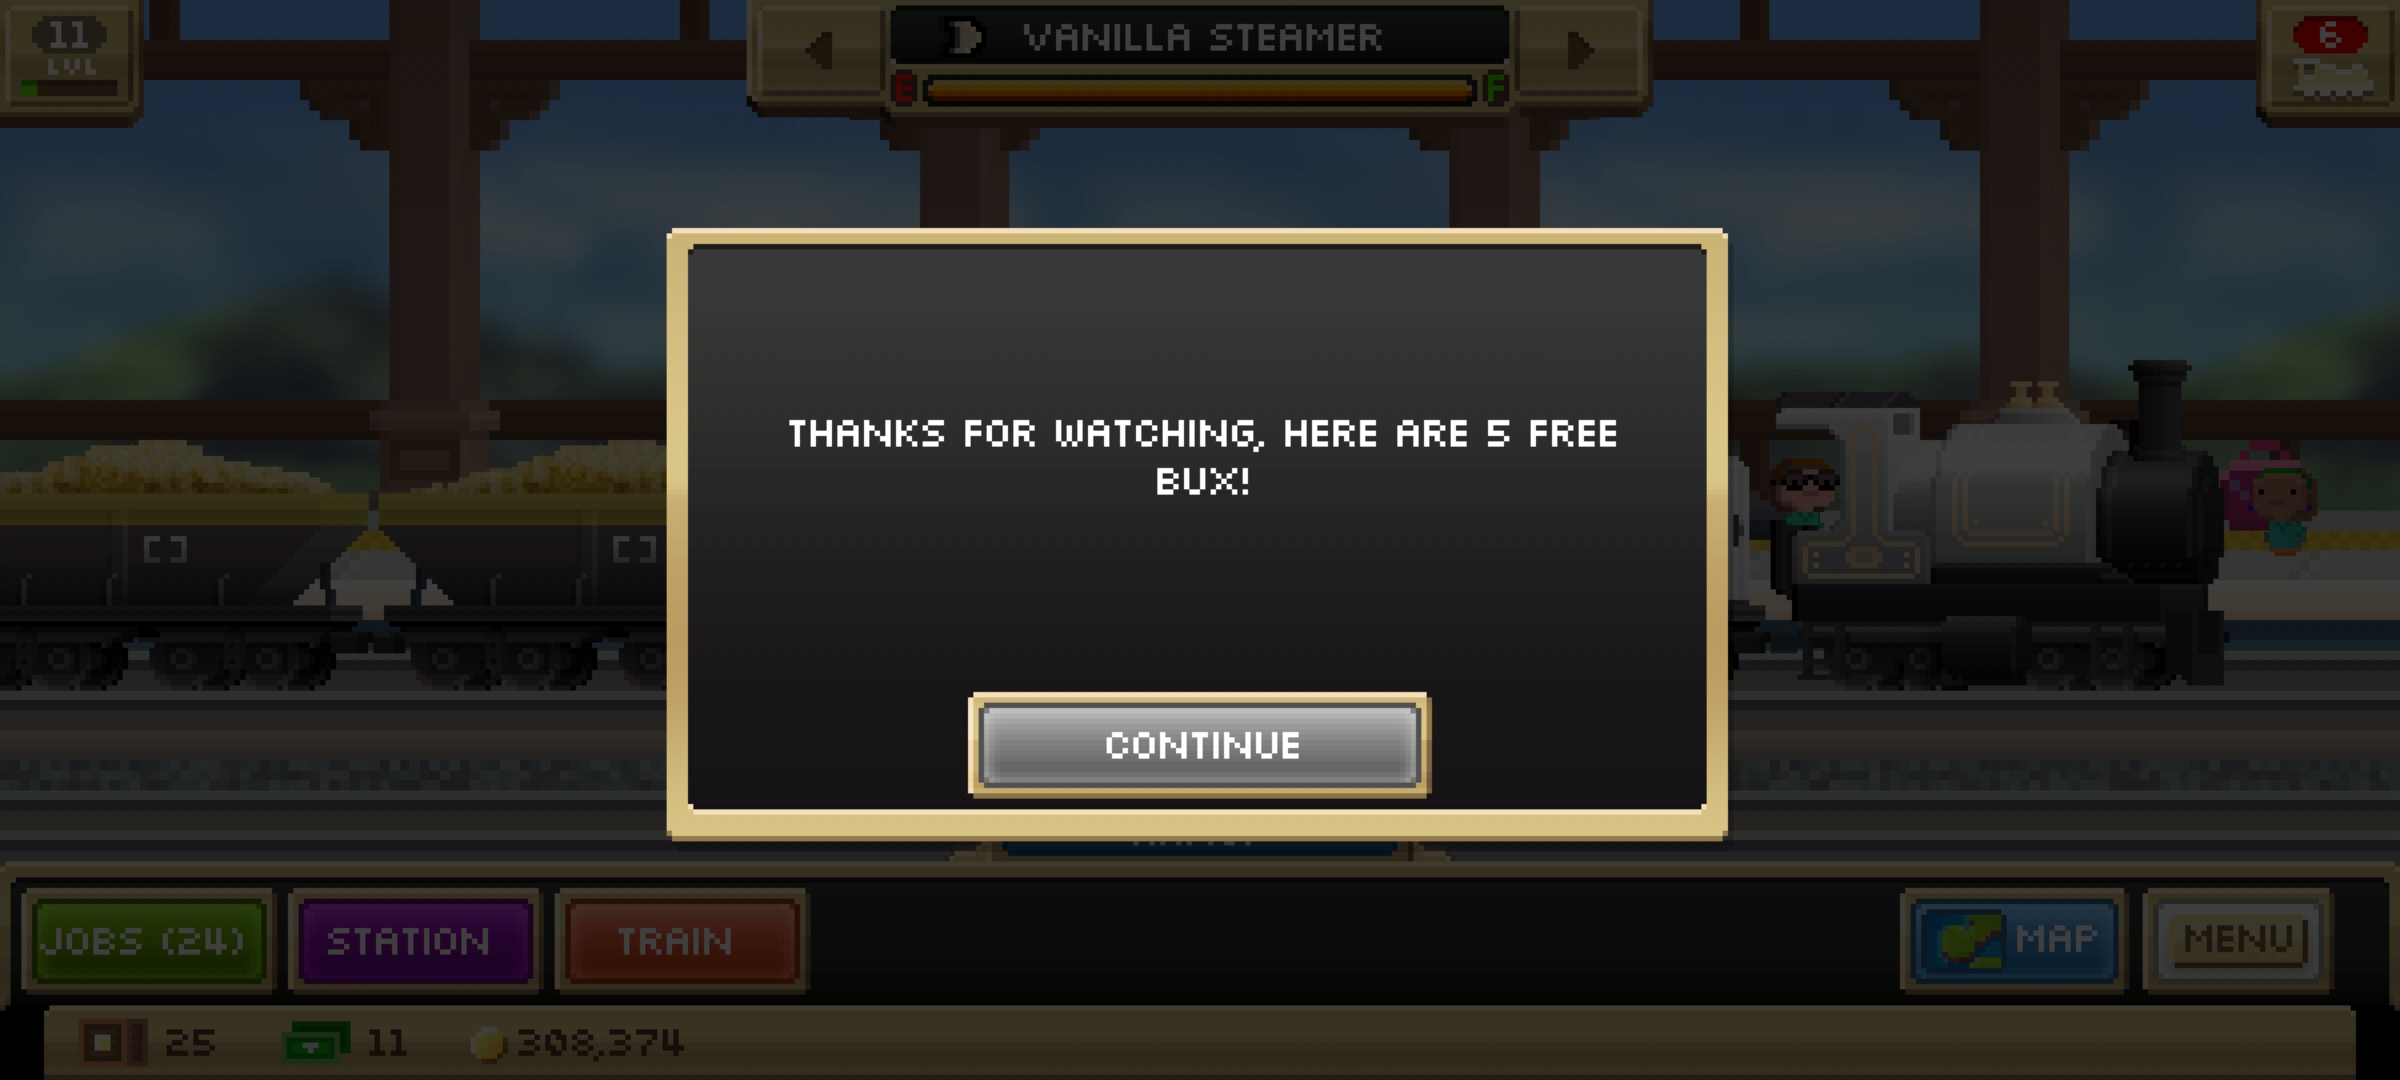 11
LVL
VANILLA STEAMER
E F
6
THANKS FOR WATCHING, HERE ARE 5 FREE
BUX!
CONTINUE
JOBS (24)
STATION
TRAIN
MAP
MENU
25
11
308,374